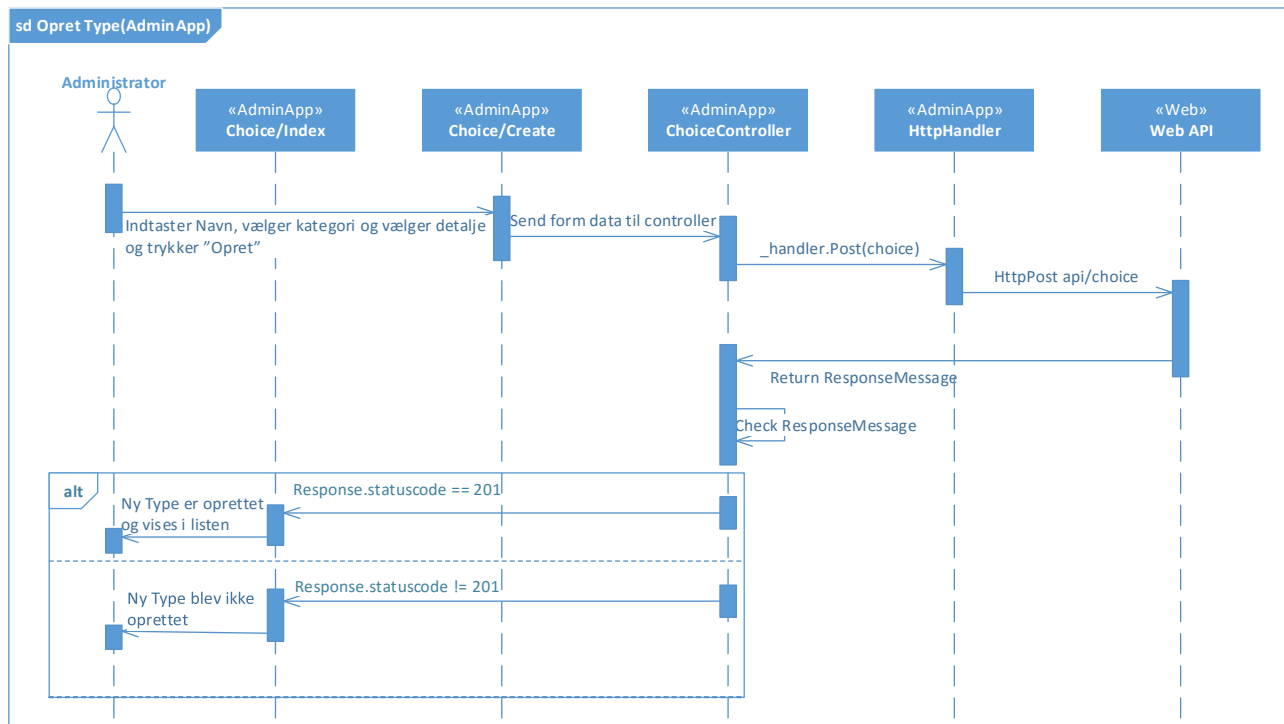 sd Opret Type(AdminApp)
Administrator
«AdminApp»
Choice/Index
«AdminApp»
Choice/Create
«AdminApp»
ChoiceController
«AdminApp»
HttpHandler
«Web»
Web API
Indtaster Navn, vælger kategori og vælger detalje
og trykker ”Opret”
Send form data til controller
_handler.Post(choice)
HttpPost api/choice
Return ResponseMessage
Check ResponseMessage
alt
Response.statuscode == 201
Ny Type er oprettet
og vises i listen
Response.statuscode != 201
Ny Type blev ikke
oprettet